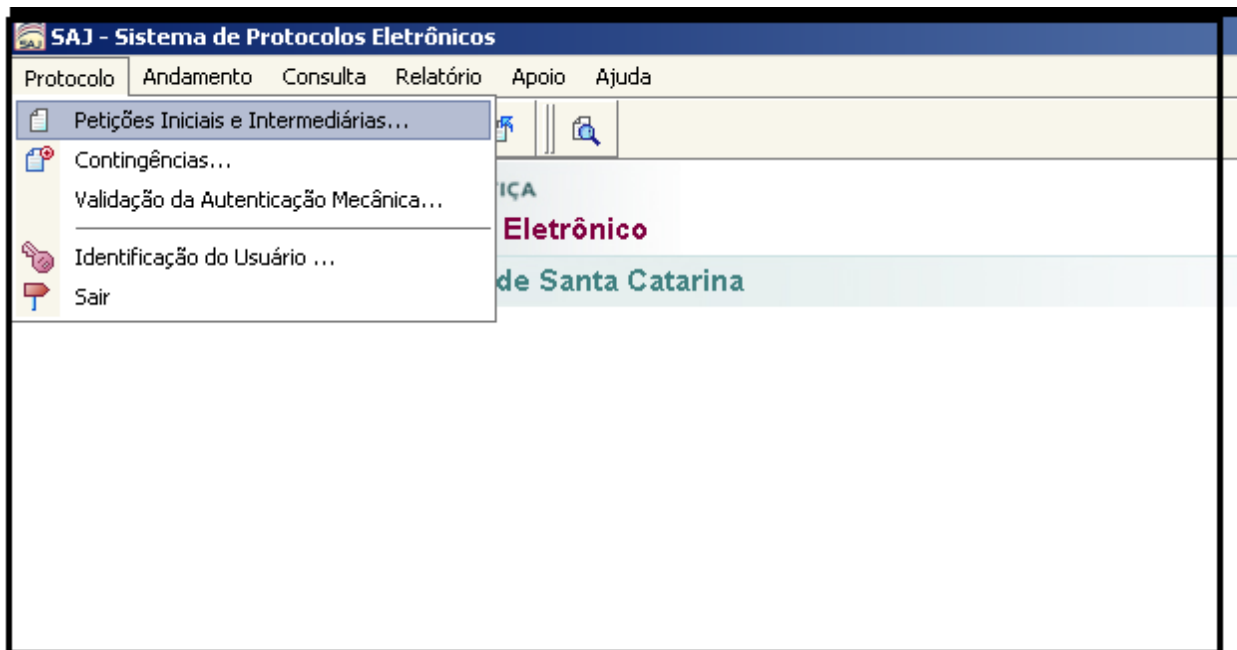 SAJ - Sistema de Protocolos Eletrônicos
Protocolo Andamento Consulta Relatório Apoio Ajuda
Petições Iniciais e Intermediárias...
Contingências...
Validação da Autenticação Mecânica...
Identificação do Usuário ...
Sair
IÇA
Eletrônico
de Santa Catarina